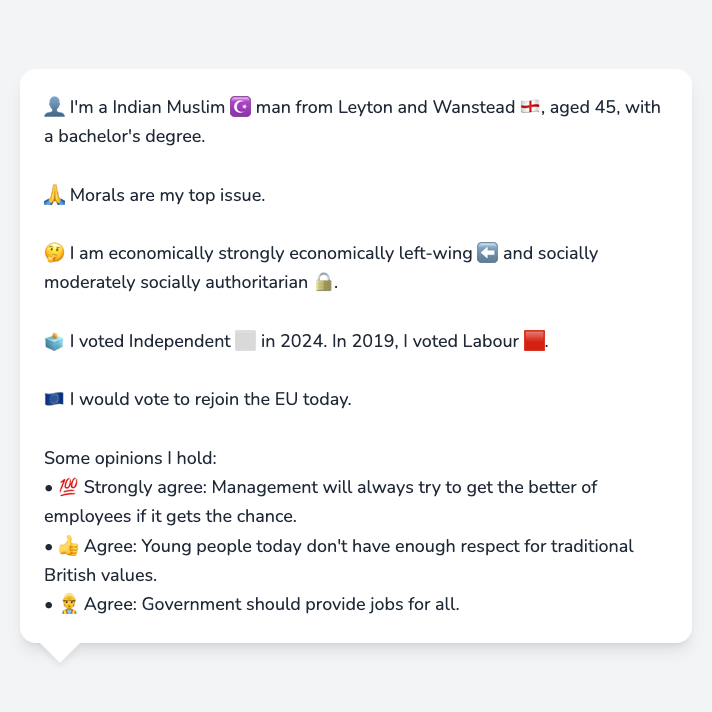 👤 I'm a Indian Muslim ☪️ man from Leyton and Wanstead 🏴󠁧󠁢󠁥󠁮󠁧󠁿, aged 45, with
a bachelor's degree.
🙏 Morals are my top issue.
🤔 I am economically strongly economically left-wing ⬅️ and socially
moderately socially authoritarian 🔒.
🗳️ I voted Independent ⬜ in 2024. In 2019, I voted Labour 🟥.
🇪🇺 I would vote to rejoin the EU today.
Some opinions I hold:
• 💯 Strongly agree: Management will always try to get the better of
employees if it gets the chance.
• 👍 Agree: Young people today don't have enough respect for traditional
British values.
• 👷 Agree: Government should provide jobs for all.